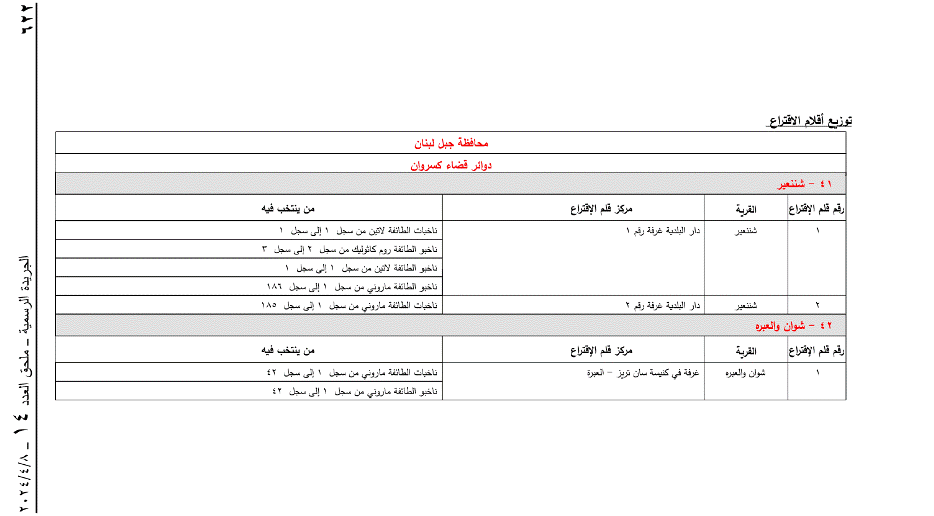 ٦٢٢
الجريدة الرسمية – ملحق العدد ١٤ – ٢٠٢٤/٤/٨
توزيع أقلام الاقتراع
محافظة جبل لبنان
دوائر قضاء كسروان
٤١ - شننعير
رقم قلم الإقتراع القرية مركز قلم الإقتراع من ينتخب فيه
١ شننعير دار البلدية غرفة رقم ١ ناخبات الطائفة لاتين من سجل ١ إلى سجل ١
ناخبو الطائفة روم كاثوليك من سجل ٢ إلى سجل ٣
ناخبو الطائفة لاتين من سجل ١ إلى سجل ١
ناخبو الطائفة ماروني من سجل ١ إلى سجل ١٨٦
٢ شننعير دار البلدية غرفة رقم ٢ ناخبات الطائفة ماروني من سجل ١ إلى سجل ١٨٥
٤٢ - شوان والعبره
رقم قلم الإقتراع القرية مركز قلم الإقتراع من ينتخب فيه
١ شوان والعبره غرفة في كنيسة سان تريز - العبرة ناخبات الطائفة ماروني من سجل ١ إلى سجل ٤٢
ناخبو الطائفة ماروني من سجل ١ إلى سجل ٤٢